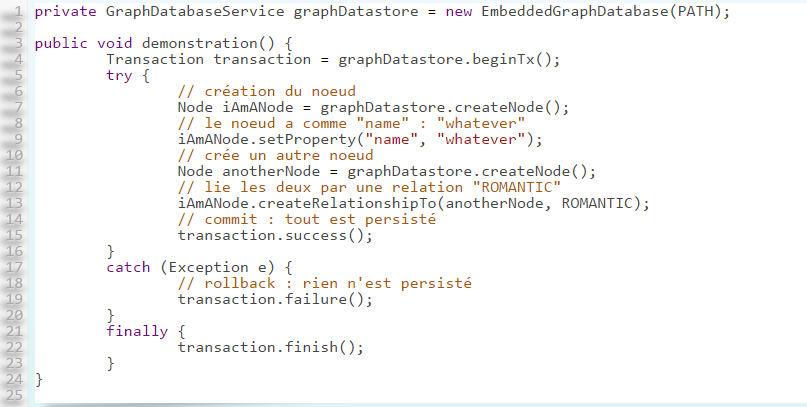 1 private GraphDatabaseService graphDatastore = new EmbeddedGraphDatabase(PATH);
2
3 public void demonstration() {
4 Transaction transaction = graphDatastore.beginTx();
5 try {
6 // création du noeud
7 Node iAmANode = graphDatastore.createNode();
8 // le noeud a comme "name" : "whatever"
9 iAmANode.setProperty("name", "whatever");
10 // crée un autre noeud
11 Node anotherNode = graphDatastore.createNode();
12 // lie les deux par une relation "ROMANTIC"
13 iAmANode.createRelationshipTo(anotherNode, ROMANTIC);
14 // commit : tout est persisté
15 transaction.success();
16 }
17 catch (Exception e) {
18 // rollback : rien n'est persisté
19 transaction.failure();
20 }
21 finally {
22 transaction.finish();
23 }
24 }
25